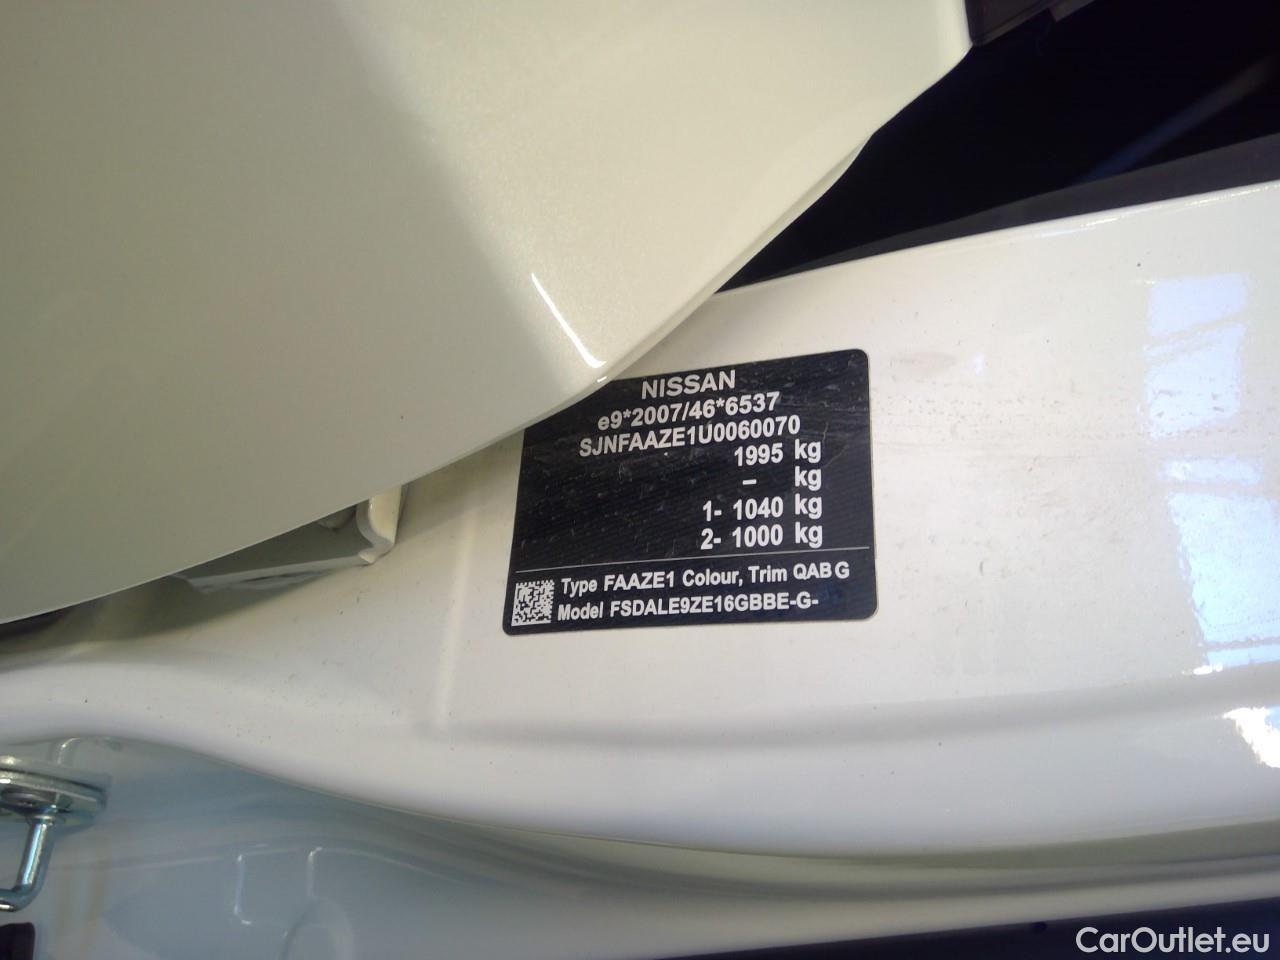 NISSAN
e9*2007/46*6537
SJNFAAZE1U0060070
1995 kg
– kg
1- 1040 kg
2- 1000 kg
Type FAAZE1 Colour, Trim QAB G
Model FSDALE9ZE16GBBE-G-
CarOutlet.eu